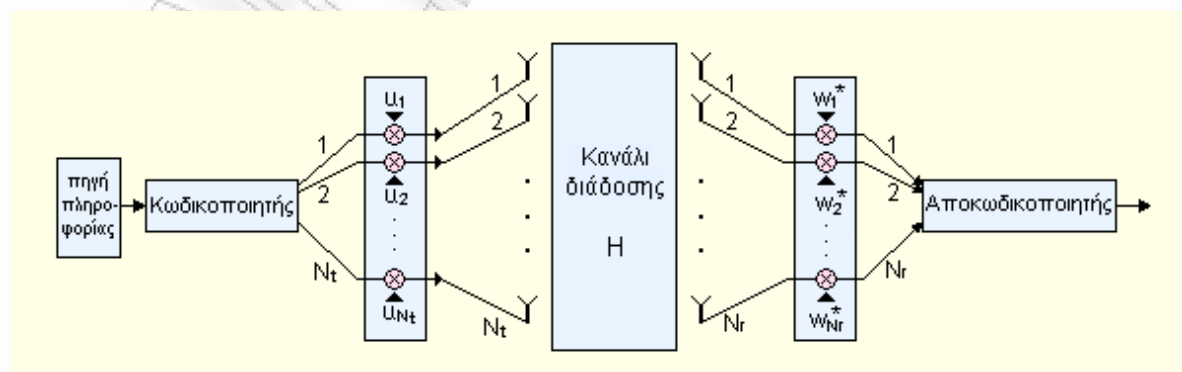 πηγή
πληρο-
φορίας
Κωδικοποιητής
1
2
Nt
u1
u2
uNt
1
2
Nt
Κανάλι
διάδοσης
H
1
2
Nr
w1*
w2*
wNr*
1
2
Nr
Αποκωδικοποιητής